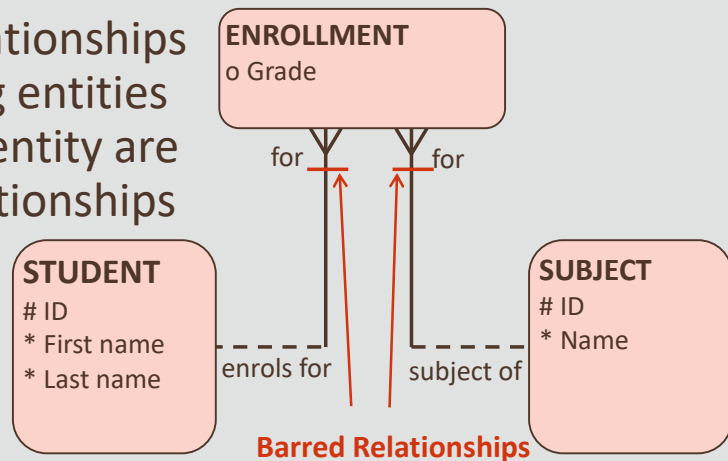 ationships
g entities
entity are
tionships
ENROLLMENT
o Grade
for
for
STUDENT
# ID
* First name
* Last name
enrols for
subject of
SUBJECT
# ID
* Name
Barred Relationships